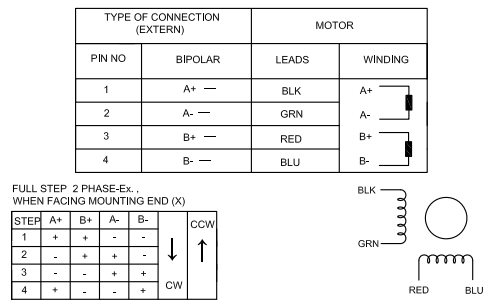 TYPE OF CONNECTION (EXTERN) MOTOR
PIN NO BIPOLAR LEADS WINDING
1 A+ — BLK A+
2 A- — GRN A-
3 B+ — RED B+
4 B- — BLU B-
FULL STEP 2 PHASE-Ex. ,
WHEN FACING MOUNTING END (X)
STEP A+ B+ A- B- CCW
1 + + - -
2 - + + -
3 - - + +
4 + - - + CW
BLK
GRN
RED BLU